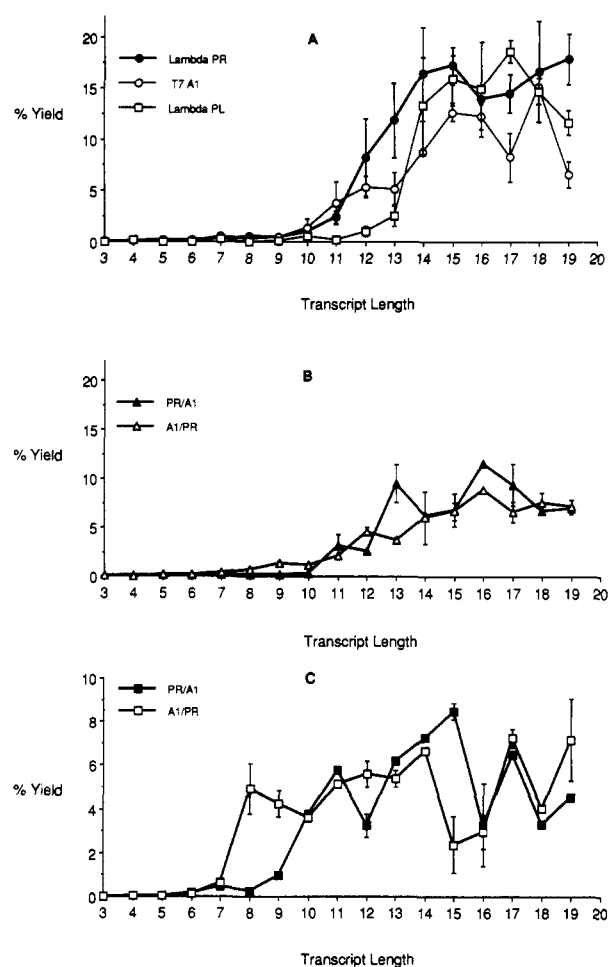 A
20
15
10
5
0
% Yield
Lambda PR
T7 A1
Lambda PL
3 4 5 6 7 8 9 10 11 12 13 14 15 16 17 18 19 20
Transcript Length
B
20
15
10
5
0
% Yield
PR/A1
A1/PR
3 4 5 6 7 8 9 10 11 12 13 14 15 16 17 18 19 20
Transcript Length
C
10
8
6
4
2
0
% Yield
PR/A1
A1/PR
3 4 5 6 7 8 9 10 11 12 13 14 15 16 17 18 19 20
Transcript Length